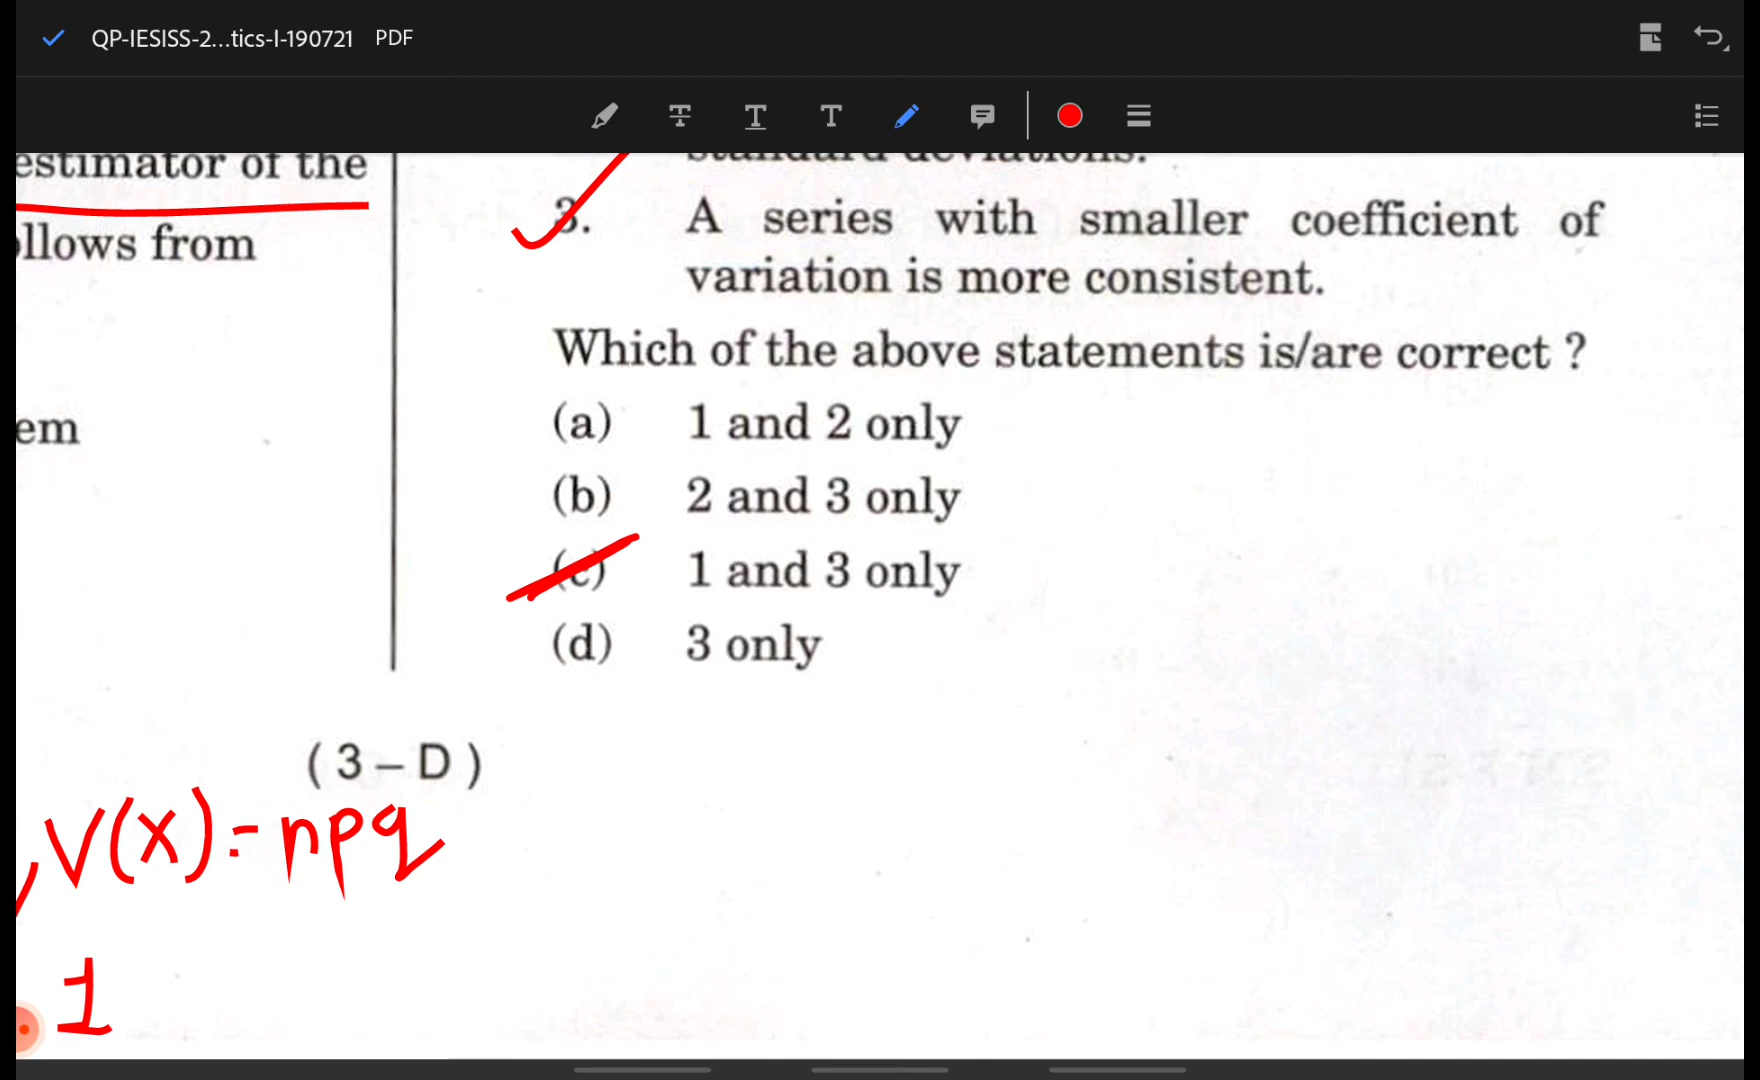 QP-IESISS-2...tics-I-190721 PDF
estimator of the
llows from
em
standard deviations.
3. A series with smaller coefficient of
variation is more consistent.
Which of the above statements is/are correct ?
(a) 1 and 2 only
(b) 2 and 3 only
(c) 1 and 3 only
(d) 3 only
( 3 – D )
, V(x) = npq
1